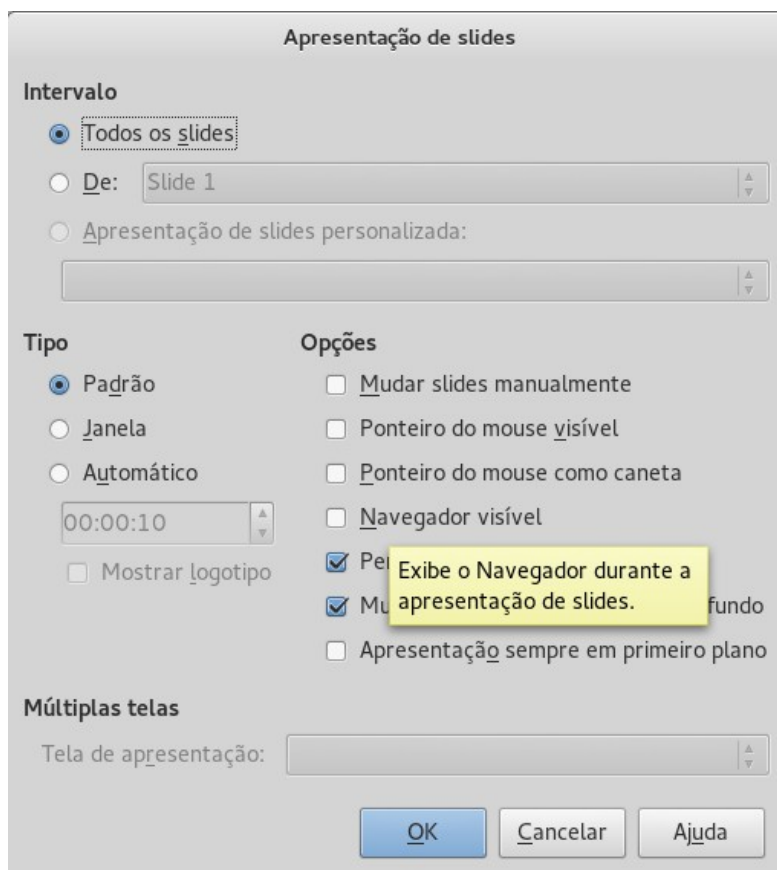 Apresentação de slides
Intervalo
Todos os slides
De: Slide 1
Apresentação de slides personalizada:
Tipo
Opções
Padrão
Mudar slides manualmente
Janela
Ponteiro do mouse visível
Automático
Ponteiro do mouse como caneta
00:00:10
Navegador visível
Mostrar logotipo
Exibe o Navegador durante a
apresentação de slides.
fundo
Apresentação sempre em primeiro plano
Múltiplas telas
Tela de apresentação:
OK Cancelar Ajuda